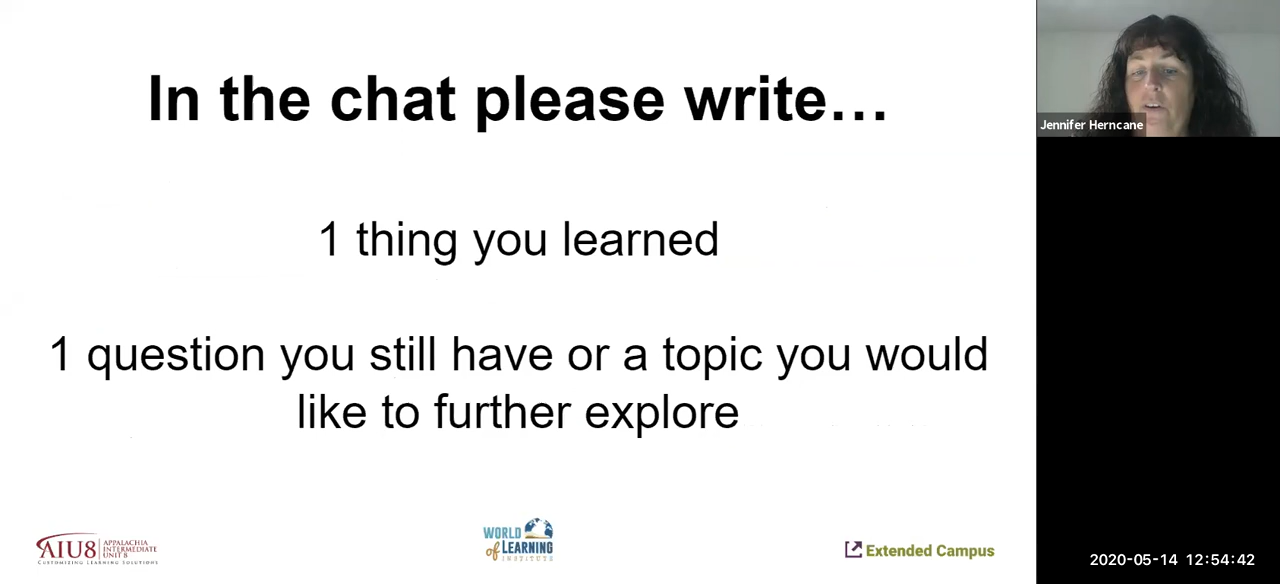 In the chat please write…
1 thing you learned
1 question you still have or a topic you would
like to further explore
Jennifer Herncane
AIU8
APPALACHIA
INTERMEDIATE
UNIT 8
CUSTOMIZING LEARNING SOLUTIONS
WORLD
of LEARNING
INSTITUTE
Extended Campus
2020-05-14 12:54:42